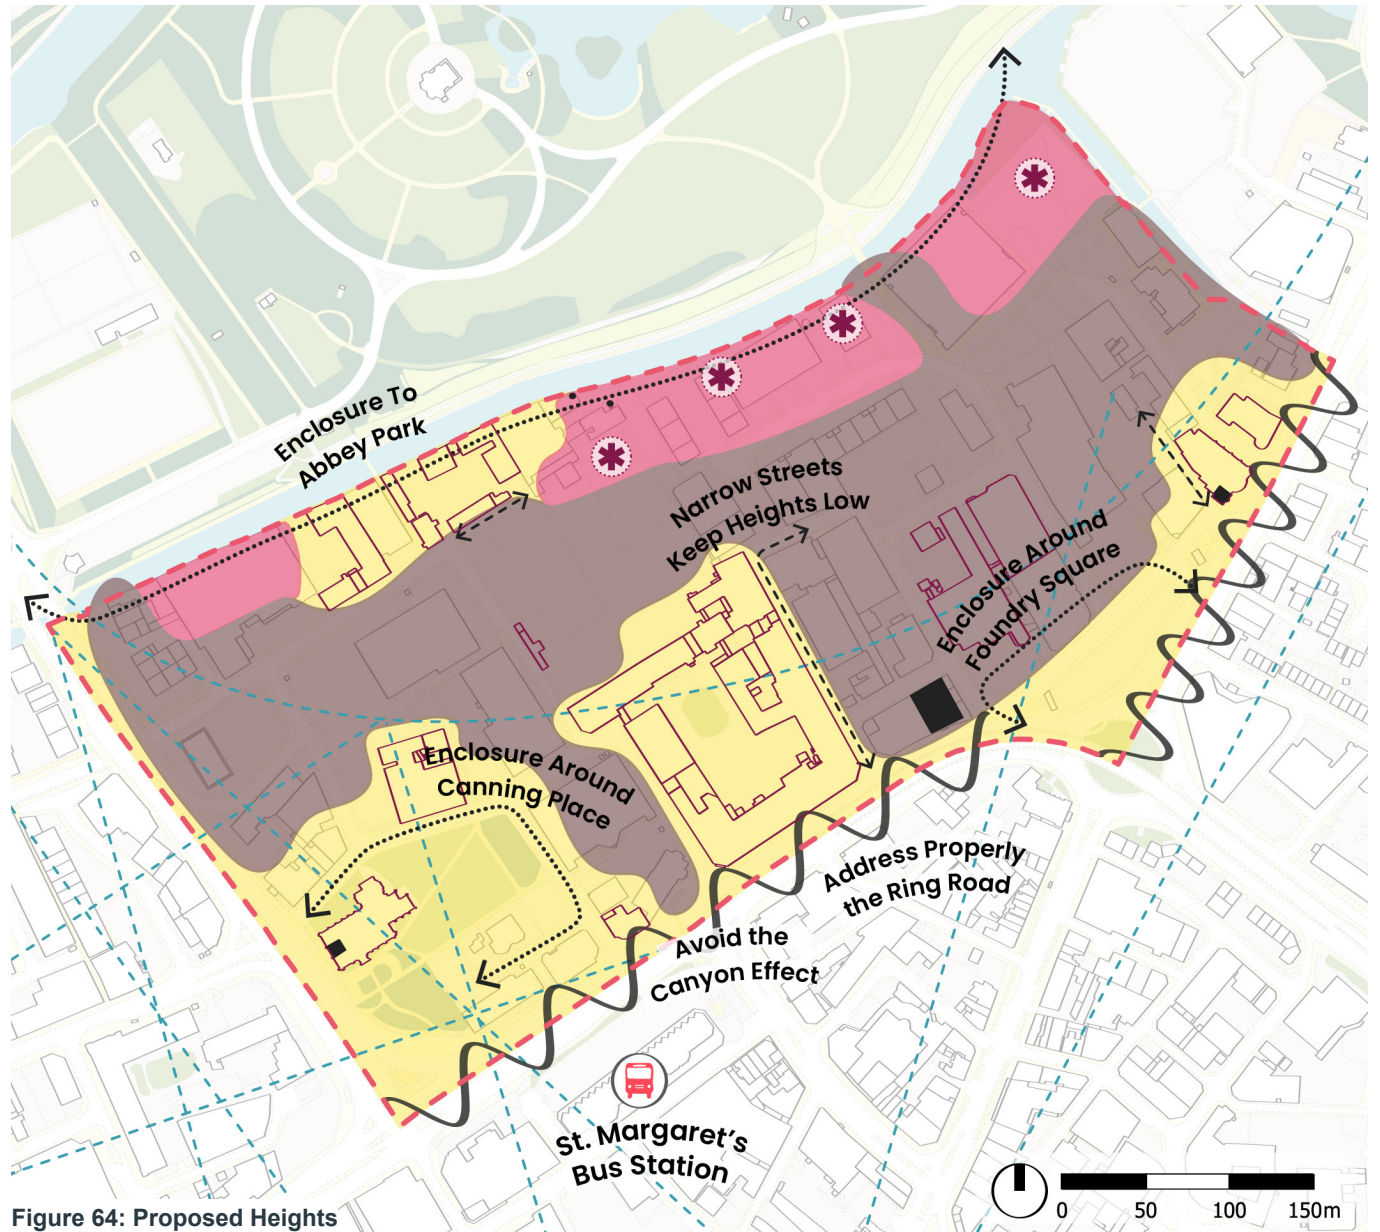 Enclosure To
Abbey Park
Narrow Streets
Keep Heights Low
Enclosure Around
Foundry Square
Enclosure Around
Canning Place
Address Properly
the Ring Road
Avoid the
Canyon Effect
St. Margaret's
Bus Station
0 50 100 150m
Figure 64: Proposed Heights